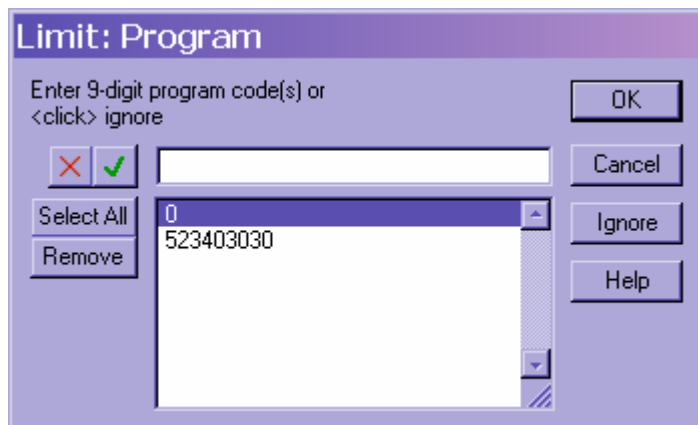 Limit: Program
Enter 9-digit program code(s) or
<click> ignore
OK
Cancel
Select All
0
Ignore
Remove
523403030
Help